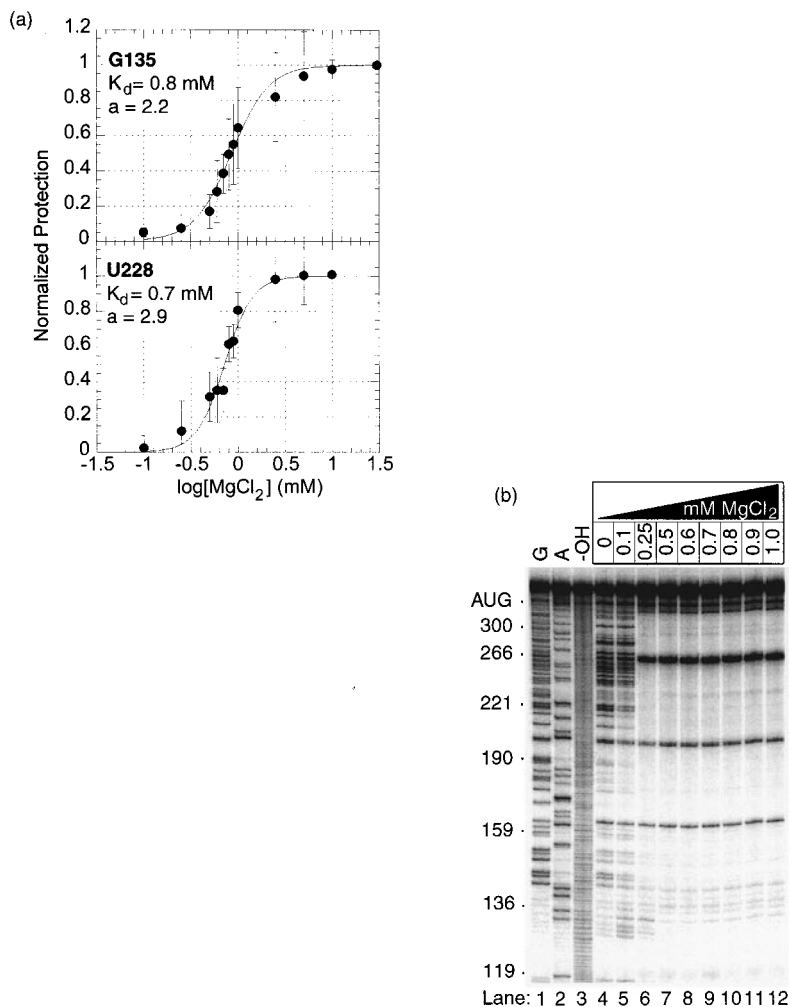 (a)
1.2
1
0.8
0.6
0.4
0.2
0
G135
Kd= 0.8 mM
a = 2.2
Normalized Protection
1
0.8
0.6
0.4
0.2
0
U228
Kd= 0.7 mM
a = 2.9
-1.5 -1 -0.5 0 0.5 1 1.5
log[MgCl2] (mM)
(b)
mM MgCl2
G A -OH 0 0.1 0.25 0.5 0.6 0.7 0.8 0.9 1.0
AUG
300
266
221
190
159
136
119
Lane: 1 2 3 4 5 6 7 8 9 10 11 12